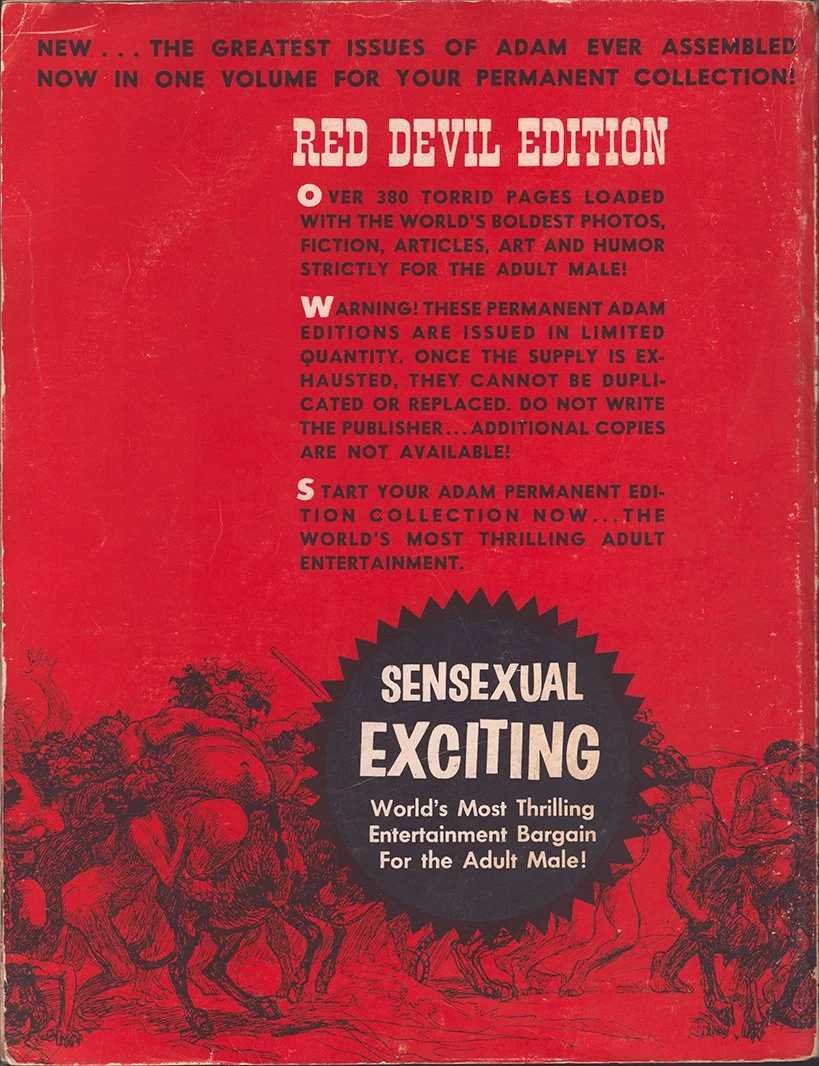 NEW . . . THE GREATEST ISSUES OF ADAM EVER ASSEMBLED
NOW IN ONE VOLUME FOR YOUR PERMANENT COLLECTION!
RED DEVIL EDITION
OVER 380 TORRID PAGES LOADED
WITH THE WORLD'S BOLDEST PHOTOS,
FICTION, ARTICLES, ART AND HUMOR
STRICTLY FOR THE ADULT MALE!
WARNING! THESE PERMANENT ADAM
EDITIONS ARE ISSUED IN LIMITED
QUANTITY. ONCE THE SUPPLY IS EX-
HAUSTED, THEY CANNOT BE DUPLI-
CATED OR REPLACED. DO NOT WRITE
THE PUBLISHER...ADDITIONAL COPIES
ARE NOT AVAILABLE!
START YOUR ADAM PERMANENT EDI-
TION COLLECTION NOW...THE
WORLD'S MOST THRILLING ADULT
ENTERTAINMENT.
SENSEXUAL
EXCITING
World's Most Thrilling
Entertainment Bargain
For the Adult Male!